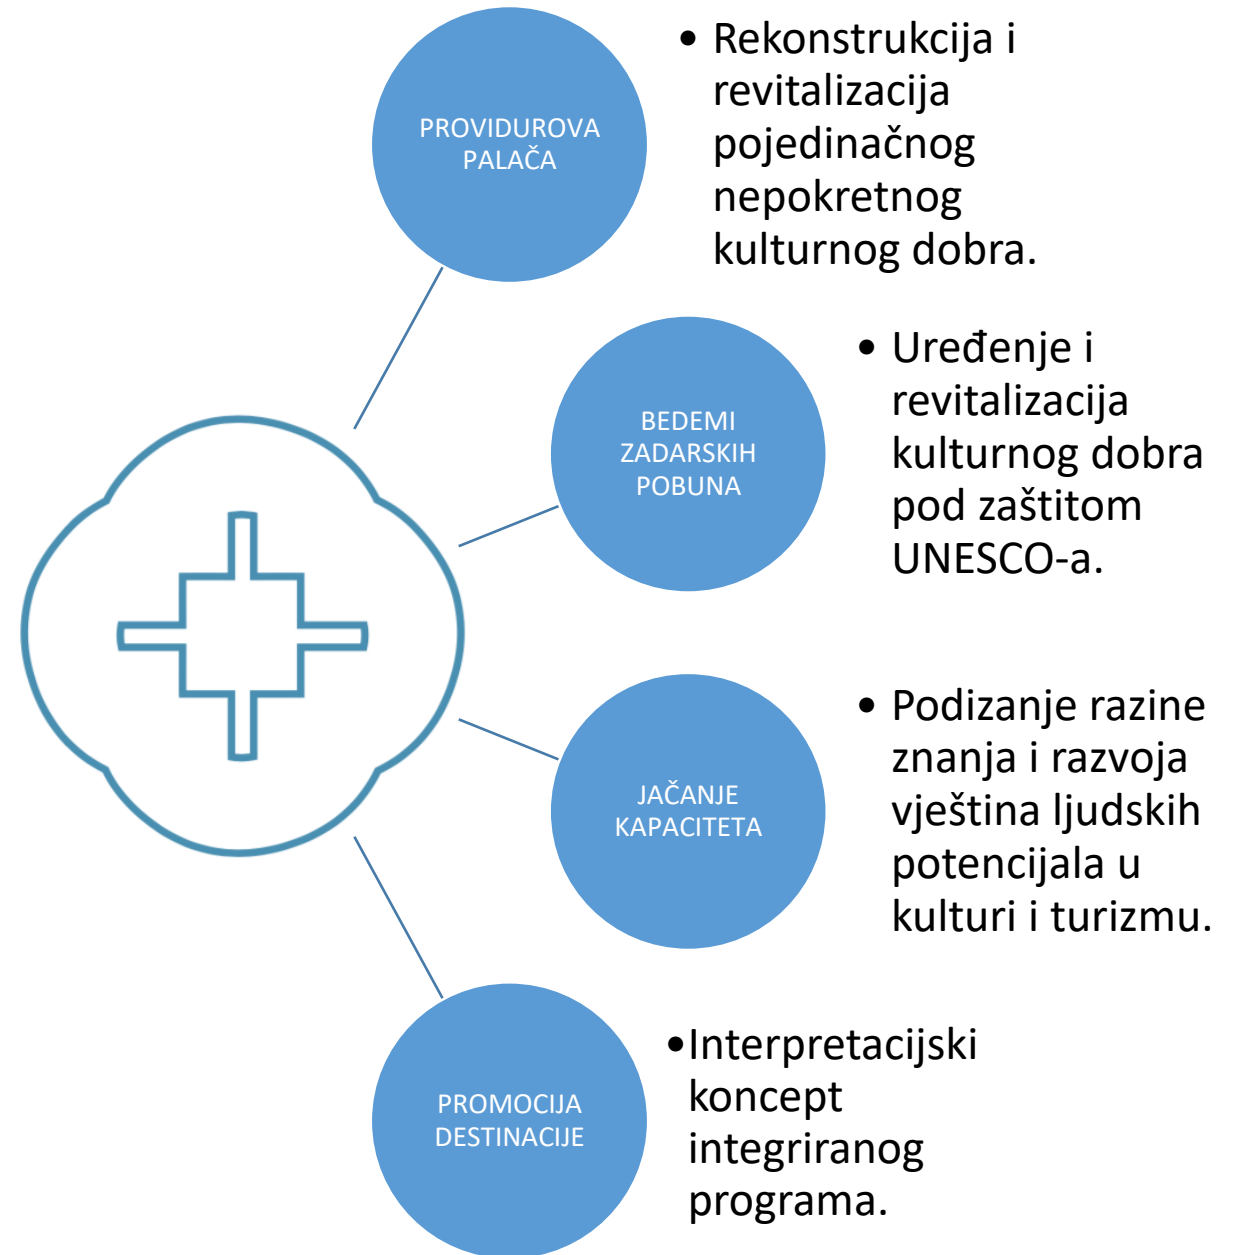 PROVIDUROVA
PALAČA
• Rekonstrukcija i
revitalizacija
pojedinačnog
nepokretnog
kulturnog dobra.
BEDEMI
ZADARSKIH
POBUNA
• Uređenje i
revitalizacija
kulturnog dobra
pod zaštitom
UNESCO-a.
JAČANJE
KAPACITETA
• Podizanje razine
znanja i razvoja
vještina ljudskih
potencijala u
kulturi i turizmu.
PROMOCIJA
DESTINACIJE
•Interpretacijski
koncept
integriranog
programa.